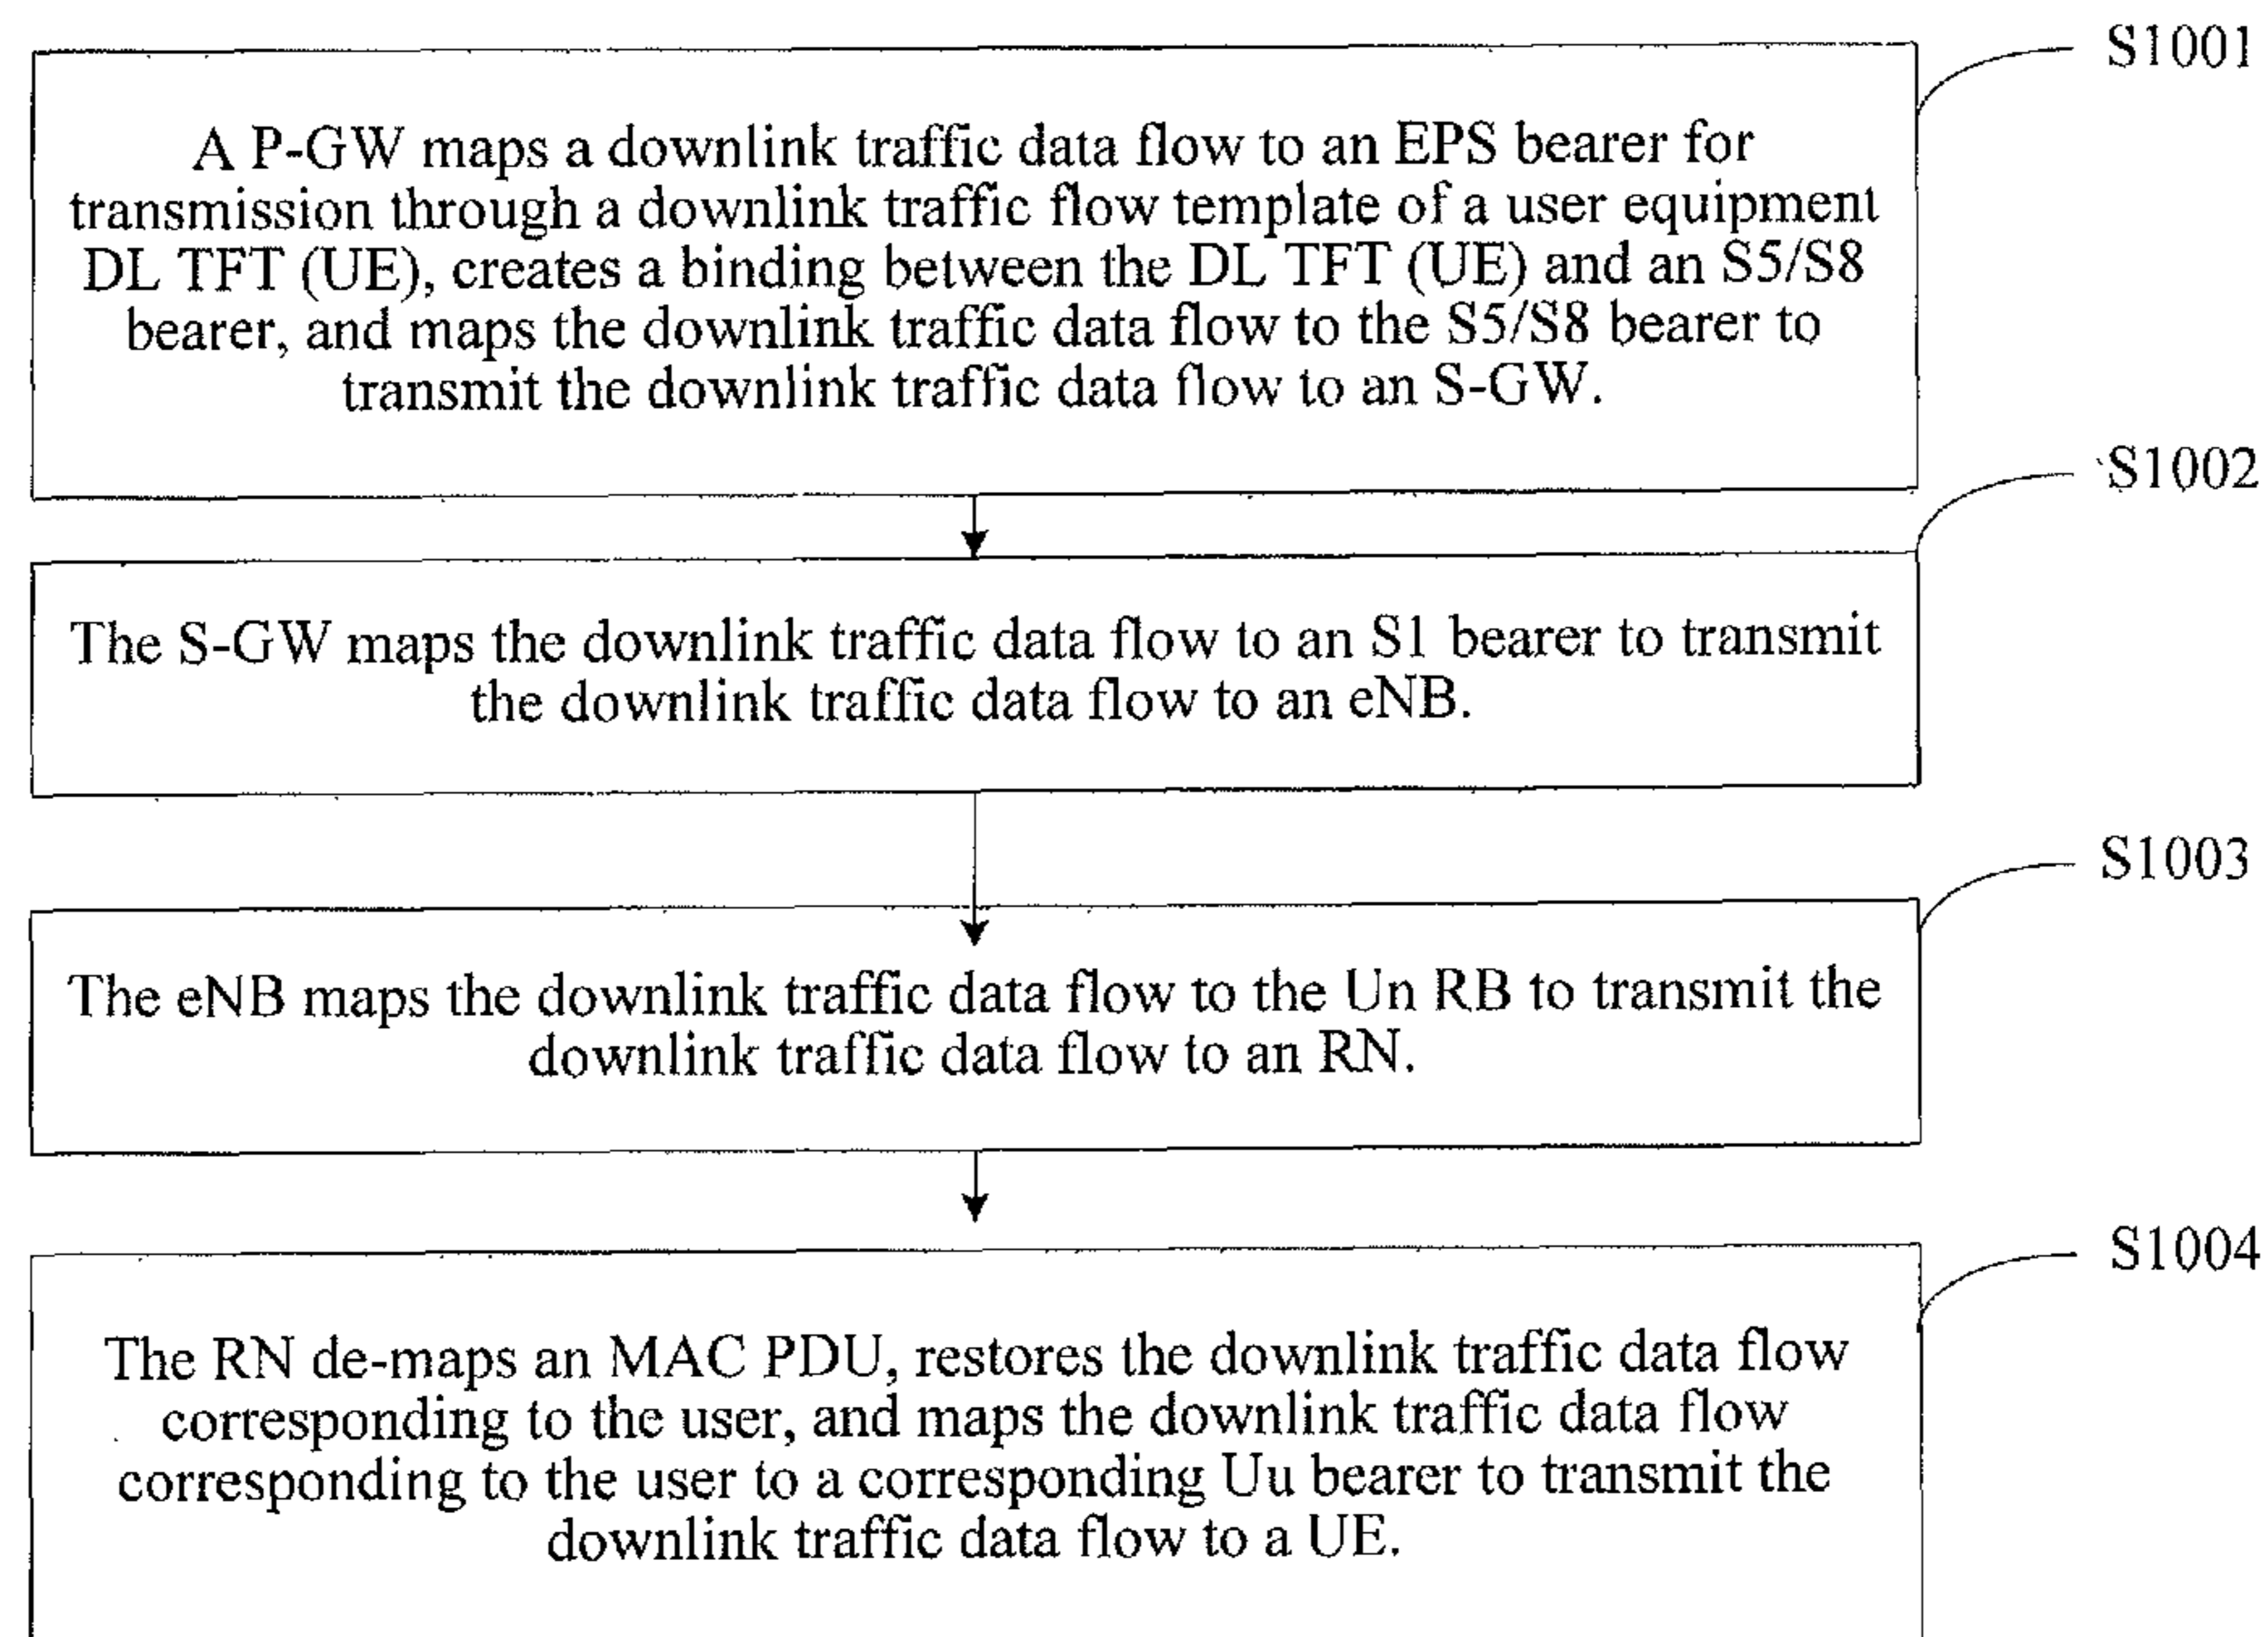 S1001
A P-GW maps a downlink traffic data flow to an EPS bearer for
transmission through a downlink traffic flow template of a user equipment
DL TFT (UE), creates a binding between the DL TFT (UE) and an S5/S8
bearer, and maps the downlink traffic data flow to the S5/S8 bearer to
transmit the downlink traffic data flow to an S-GW.
S1002
The S-GW maps the downlink traffic data flow to an S1 bearer to transmit
the downlink traffic data flow to an eNB.
S1003
The eNB maps the downlink traffic data flow to the Un RB to transmit the
downlink traffic data flow to an RN.
S1004
The RN de-maps an MAC PDU, restores the downlink traffic data flow
corresponding to the user, and maps the downlink traffic data flow
corresponding to the user to a corresponding Uu bearer to transmit the
downlink traffic data flow to a UE.